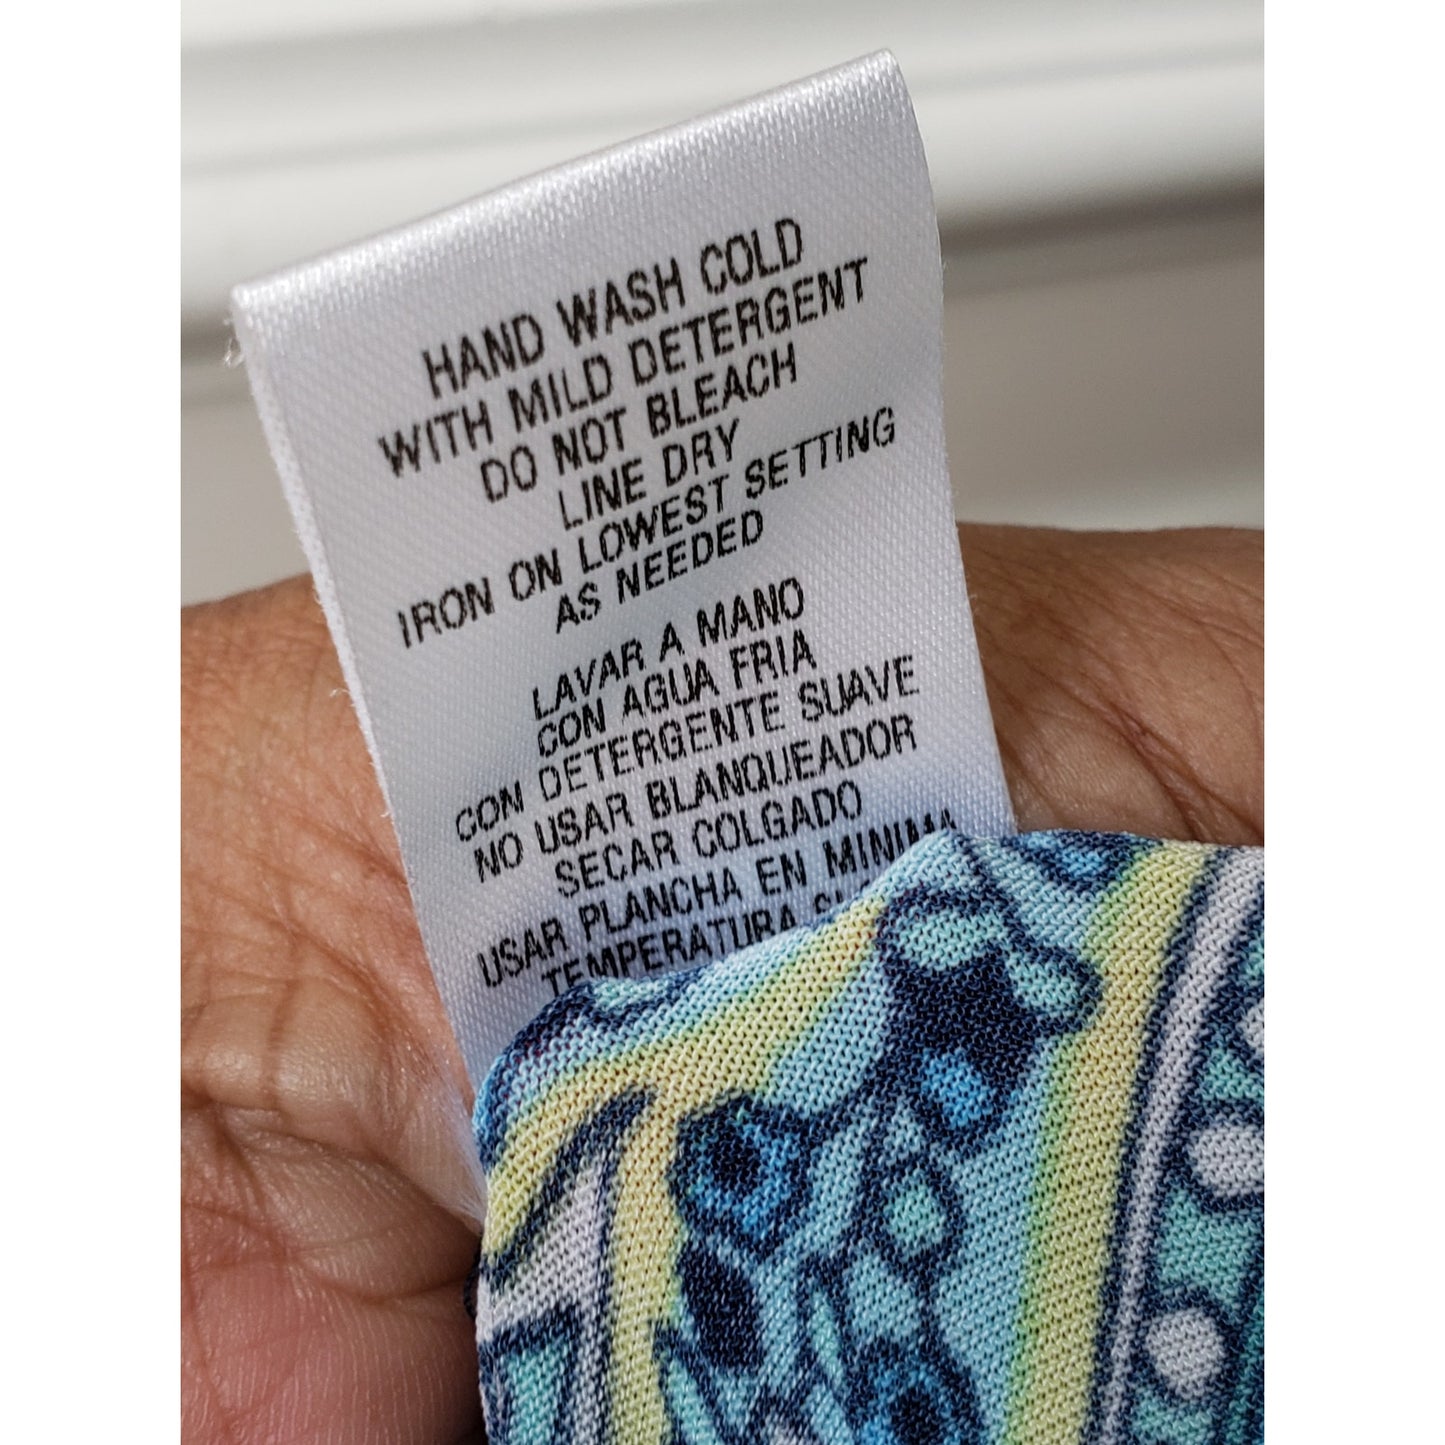 HAND WASH COLD
WITH MILD DETERGENT
DO NOT BLEACH
LINE DRY
IRON ON LOWEST SETTING
AS NEEDED
LAVAR A MANO
CON AGUA FRIA
CON DETERGENTE SUAVE
NO USAR BLANQUEADOR
SECAR COLGADO
USAR PLANCHA EN MINIMA
TEMPERATURA